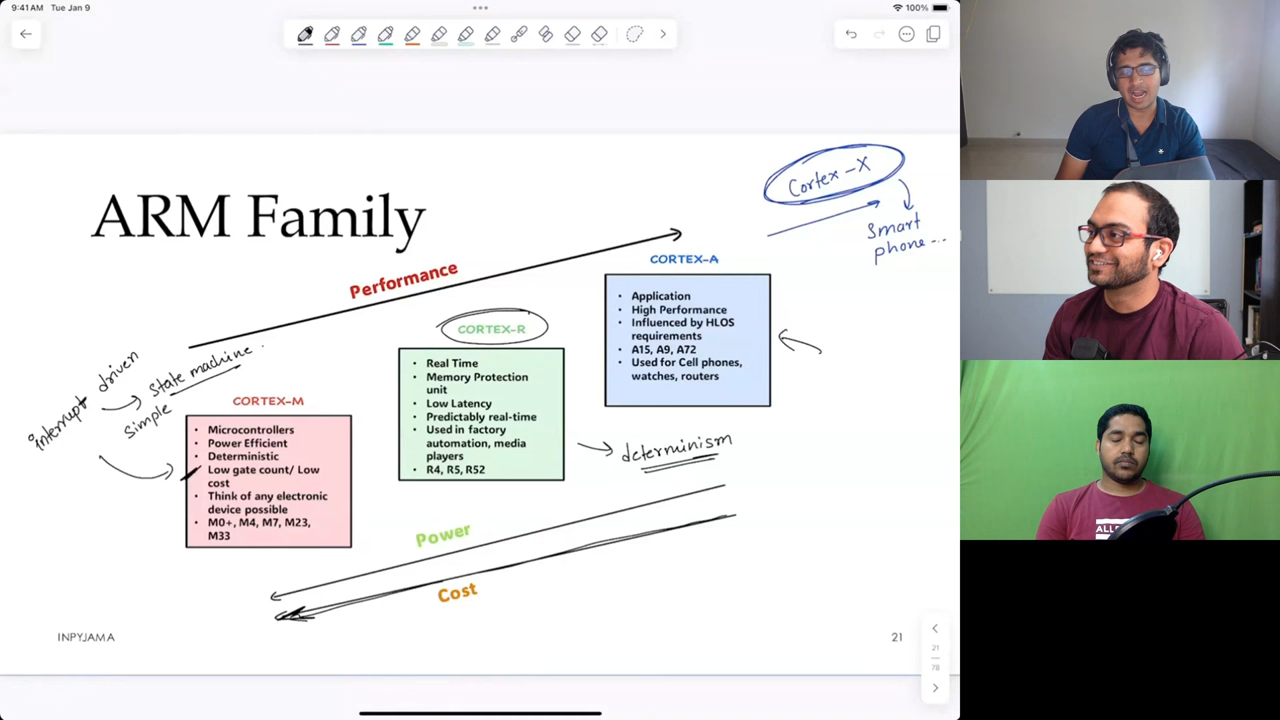 9:41 AM Tue Jan 9
100%
ARM Family
Cortex-X
Smart
phone...
Performance
CORTEX-A
• Application
• High Performance
• Influenced by HLOS
requirements
• A15, A9, A72
• Used for Cell phones,
watches, routers
CORTEX-R
• Real Time
• Memory Protection
unit
• Low Latency
• Predictably real-time
• Used in factory
automation, media
players
• R4, R5, R52
determinism
interrupt driven
State machine.
Simple
CORTEX-M
• Microcontrollers
• Power Efficient
• Deterministic
• Low gate count/ Low
cost
• Think of any electronic
device possible
• M0+, M4, M7, M23,
M33
Power
Cost
INPYJAMA
21
21
78